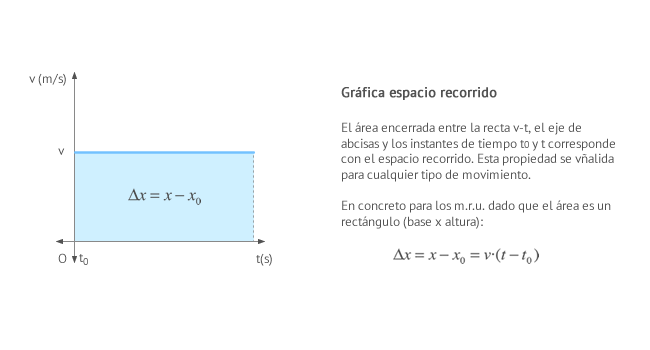 v (m/s)
v
Δx = x − x₀
O
t₀
t(s)
Gráfica espacio recorrido
El área encerrada entre la recta v-t, el eje de
abcisas y los instantes de tiempo t0 y t corresponde
con el espacio recorrido. Esta propiedad se vñalida
para cualquier tipo de movimiento.
En concreto para los m.r.u. dado que el área es un
rectángulo (base x altura):
Δx = x − x₀ = v·(t − t₀)